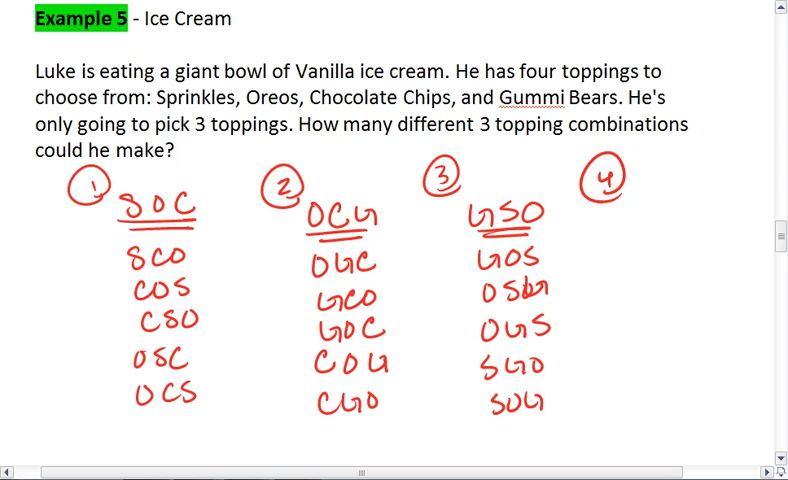 Example 5 - Ice Cream
Luke is eating a giant bowl of Vanilla ice cream. He has four toppings to
choose from: Sprinkles, Oreos, Chocolate Chips, and Gummi Bears. He's
only going to pick 3 toppings. How many different 3 topping combinations
could he make?
1
SOC
SCO
COS
CSO
OSC
OCS
2
OCG
OGC
GCO
GOC
COG
CGO
3
GSO
GOS
OSG
OGS
SGO
SOG
4